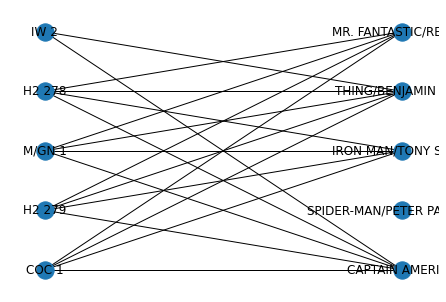 IW 2
MR. FANTASTIC/RE
H2 278
THING/BENJAMIN
M/GN 1
IRON MAN/TONY S
H2 279
SPIDER-MAN/PETER PA
COC 1
CAPTAIN AMERI